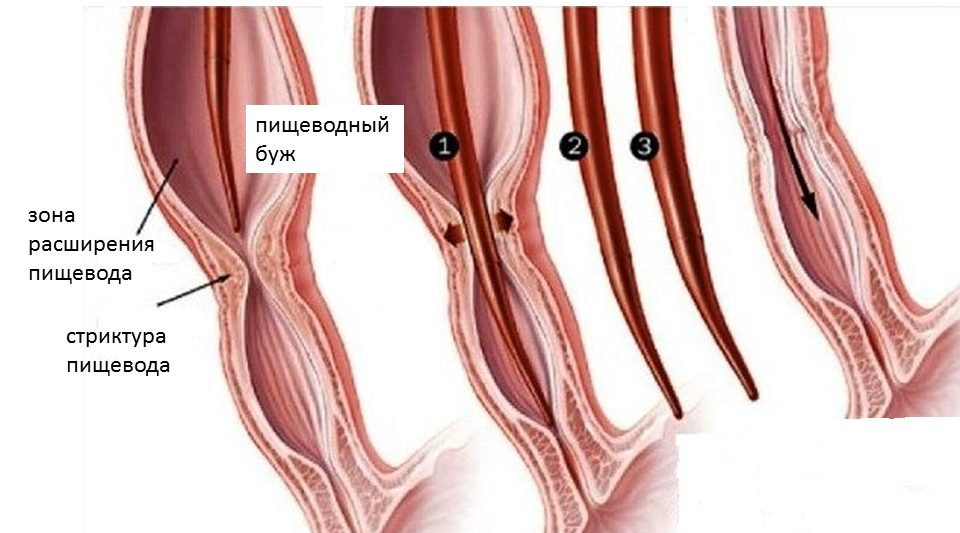 пищеводный
буж
1
2
3
зона
расширения
пищевода
стриктура
пищевода